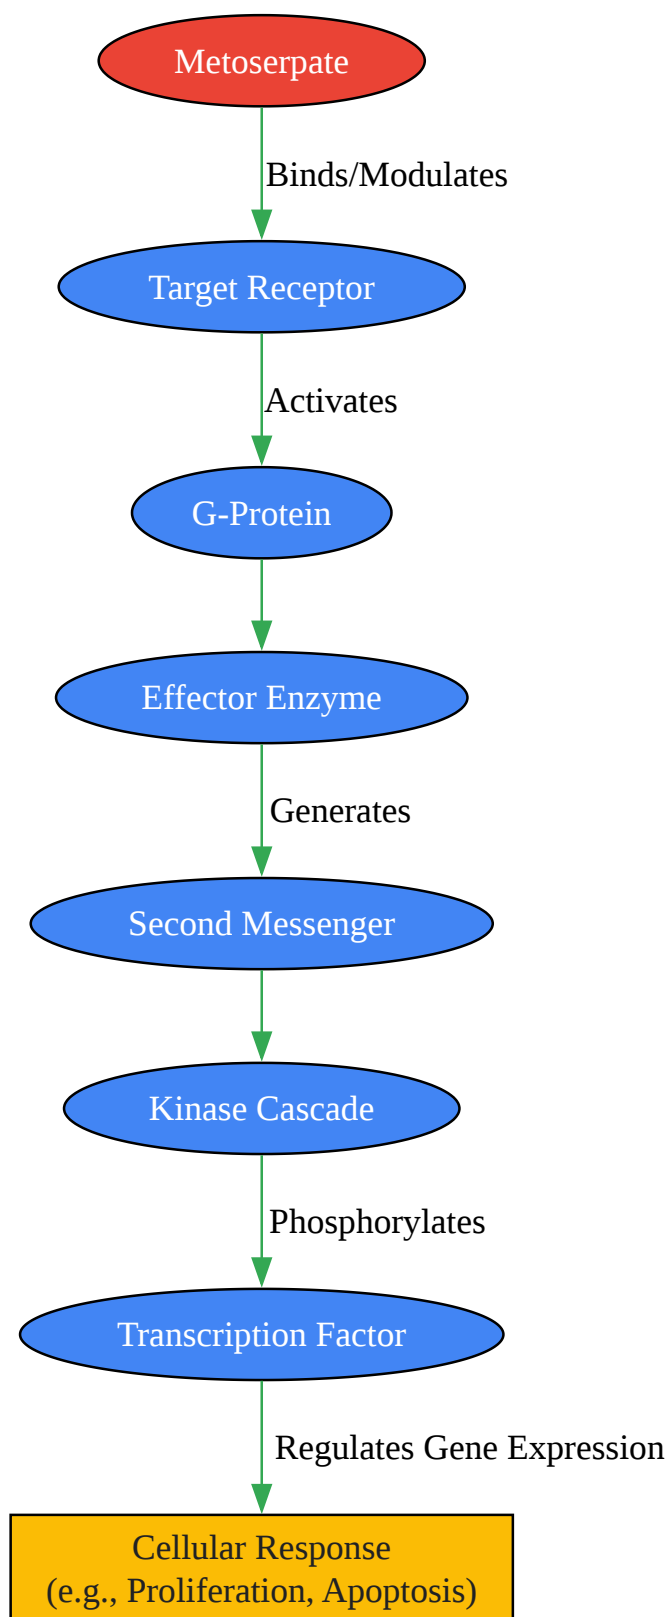 Metoserpate
Binds/Modulates
Target Receptor
Activates
G-Protein
Effector Enzyme
Generates
Second Messenger
Kinase Cascade
Phosphorylates
Transcription Factor
Regulates Gene Expression
Cellular Response
(e.g., Proliferation, Apoptosis)